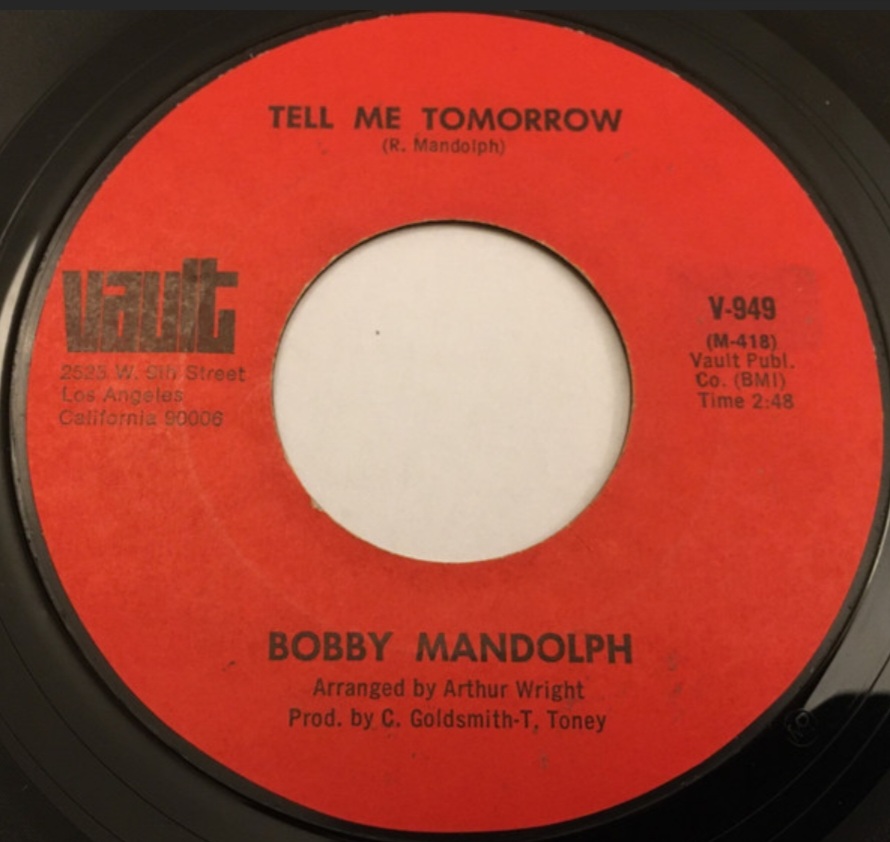 TELL ME TOMORROW
(R. Mandolph)
vault
2525 W. 9th Street
Los Angeles
California 90006
V-949
(M-418)
Vault Publ.
Co. (BMI)
Time 2:48
BOBBY MANDOLPH
Arranged by Arthur Wright
Prod. by C. Goldsmith-T. Toney